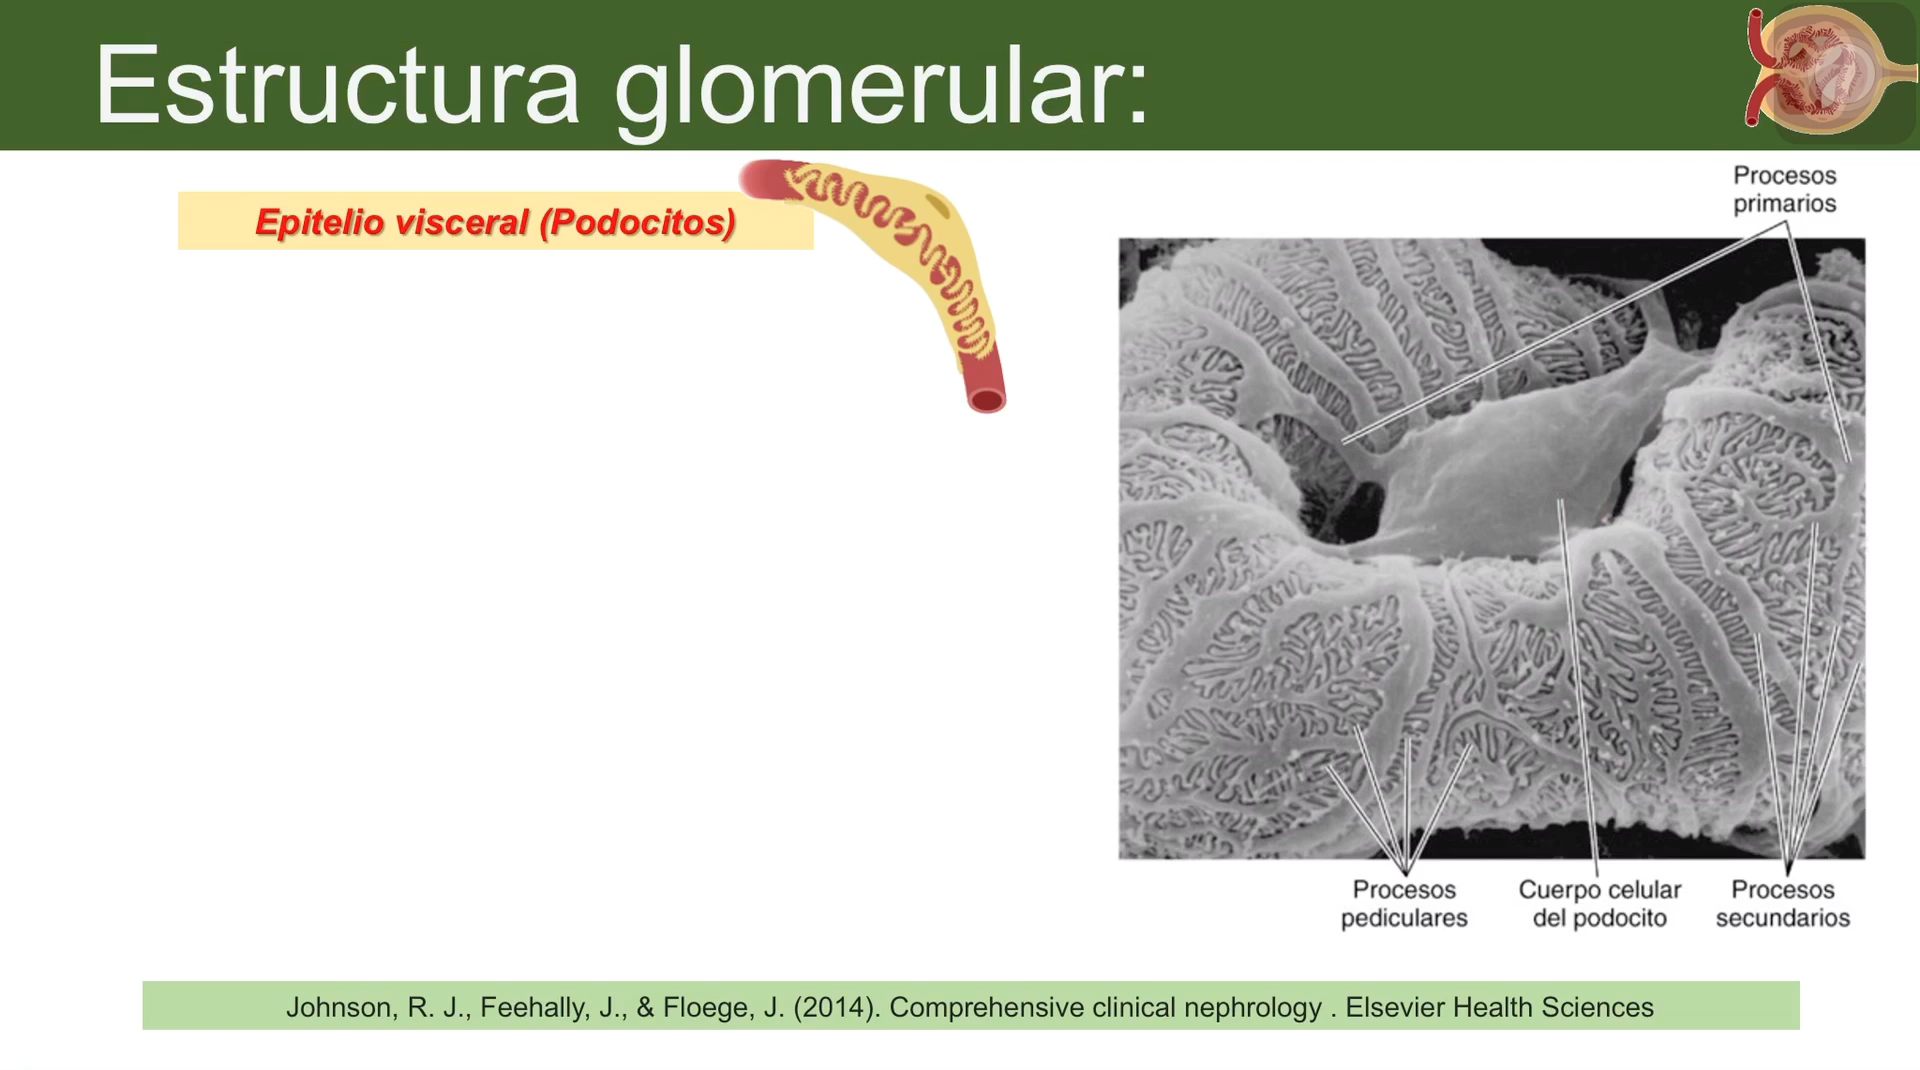 Estructura glomerular:
Epitelio visceral (Podocitos)
Procesos
primarios
Procesos
pediculares
Cuerpo celular
del podocito
Procesos
secundarios
Johnson, R. J., Feehally, J., & Floege, J. (2014). Comprehensive clinical nephrology . Elsevier Health Sciences